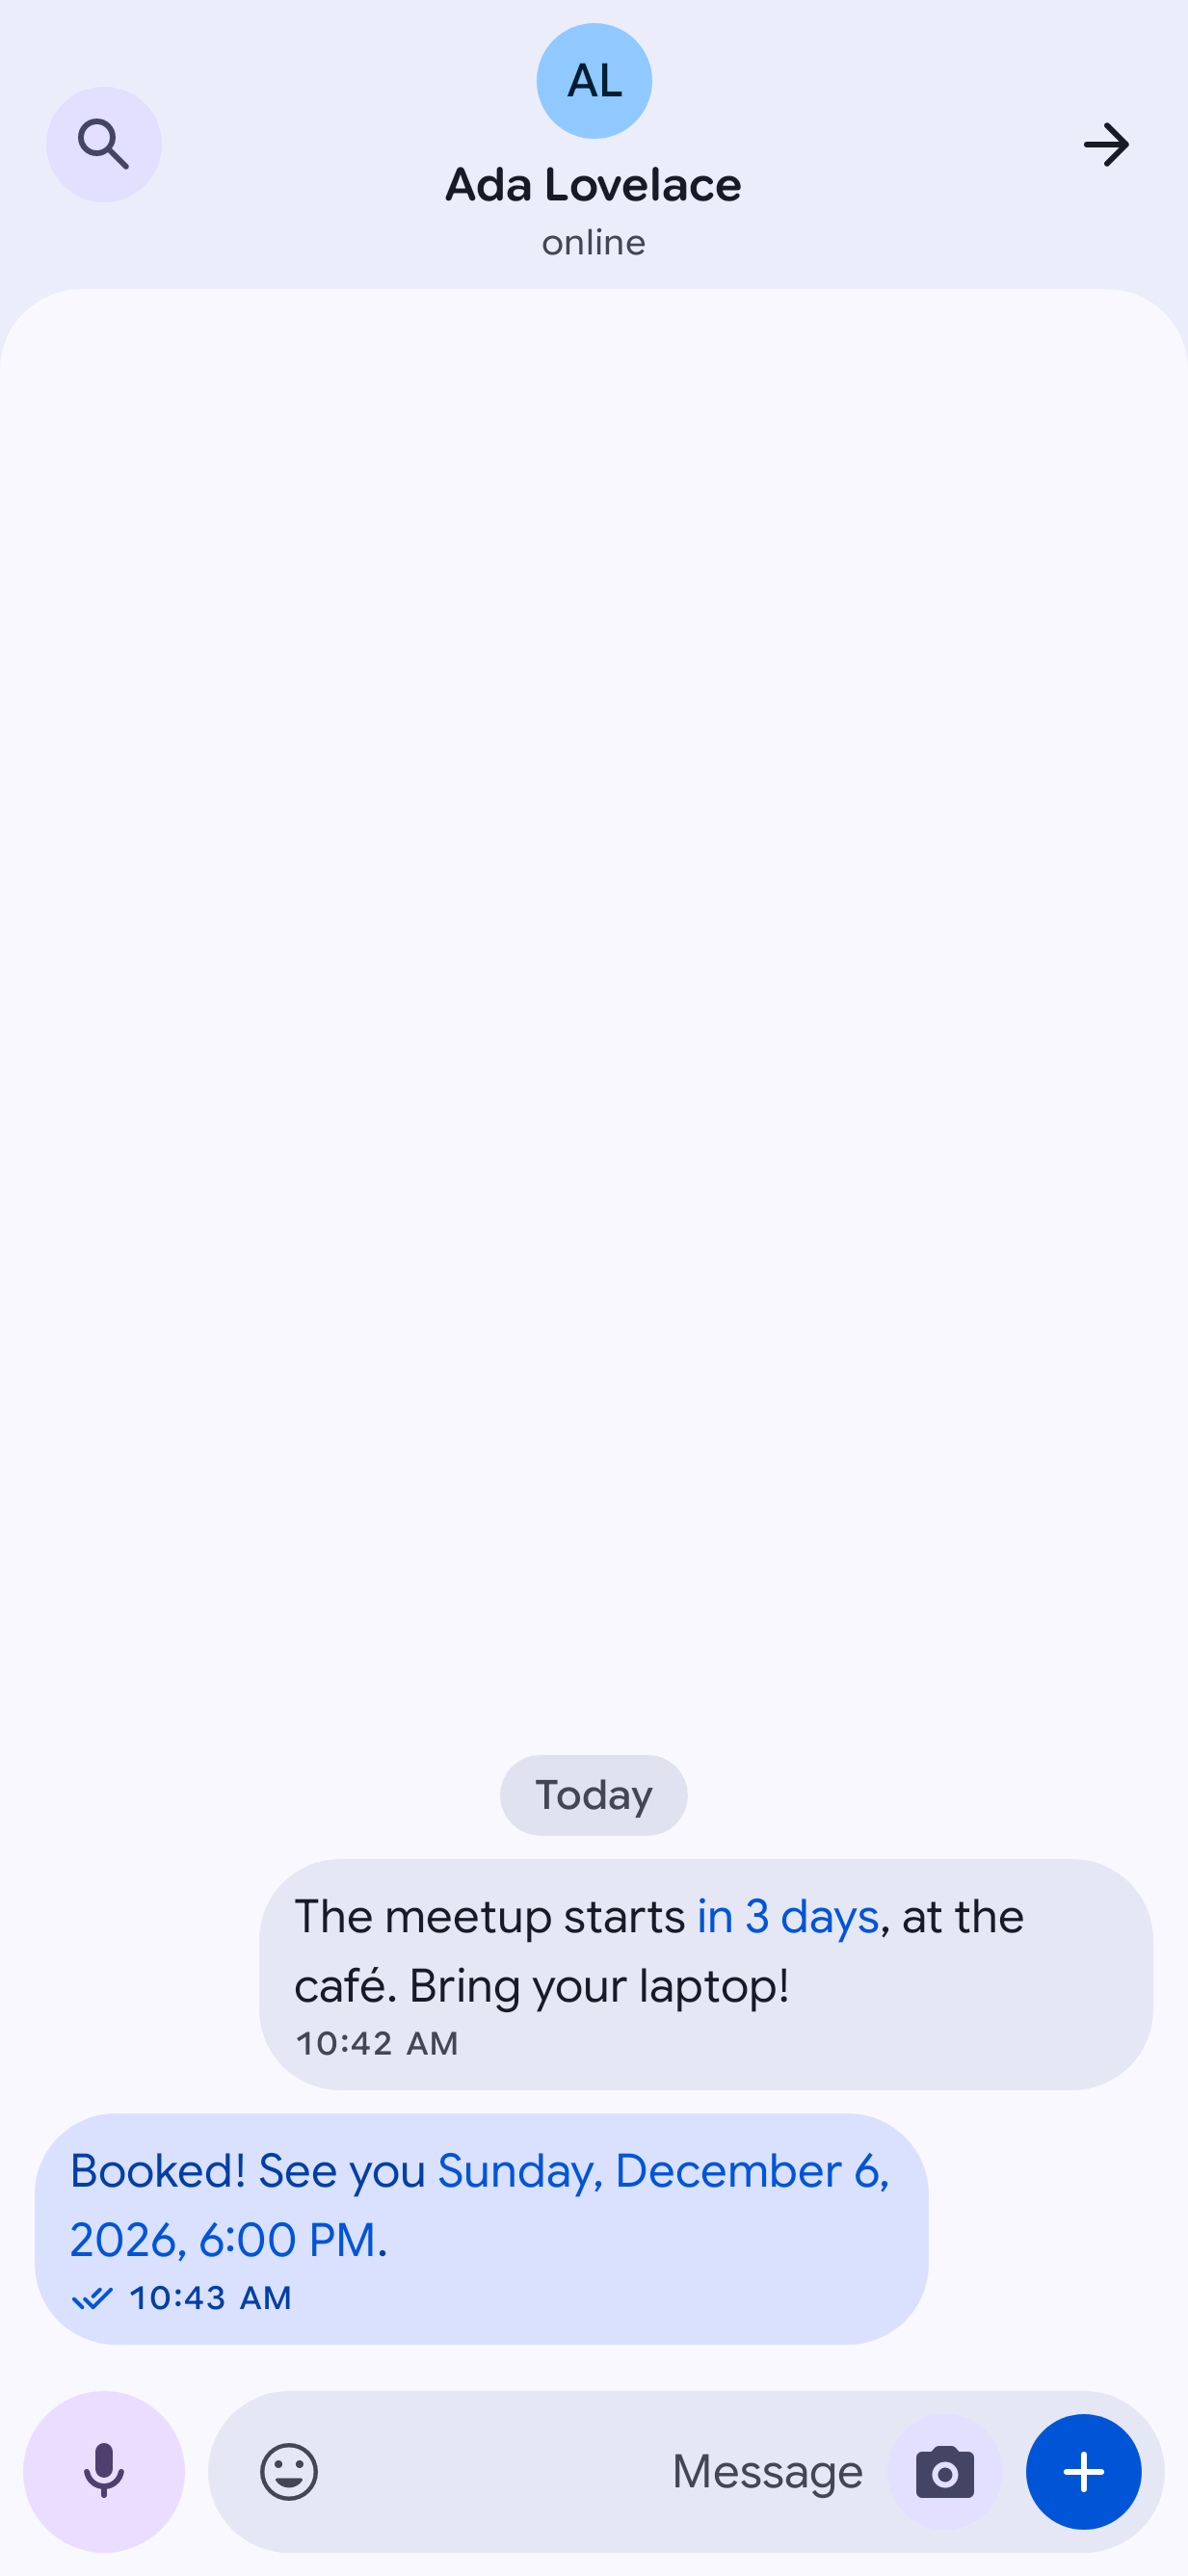 AL
Ada Lovelace
online
Today
The meetup starts in 3 days, at the
café. Bring your laptop!
10:42 AM
Booked! See you Sunday, December 6,
2026, 6:00 PM.
10:43 AM
Message